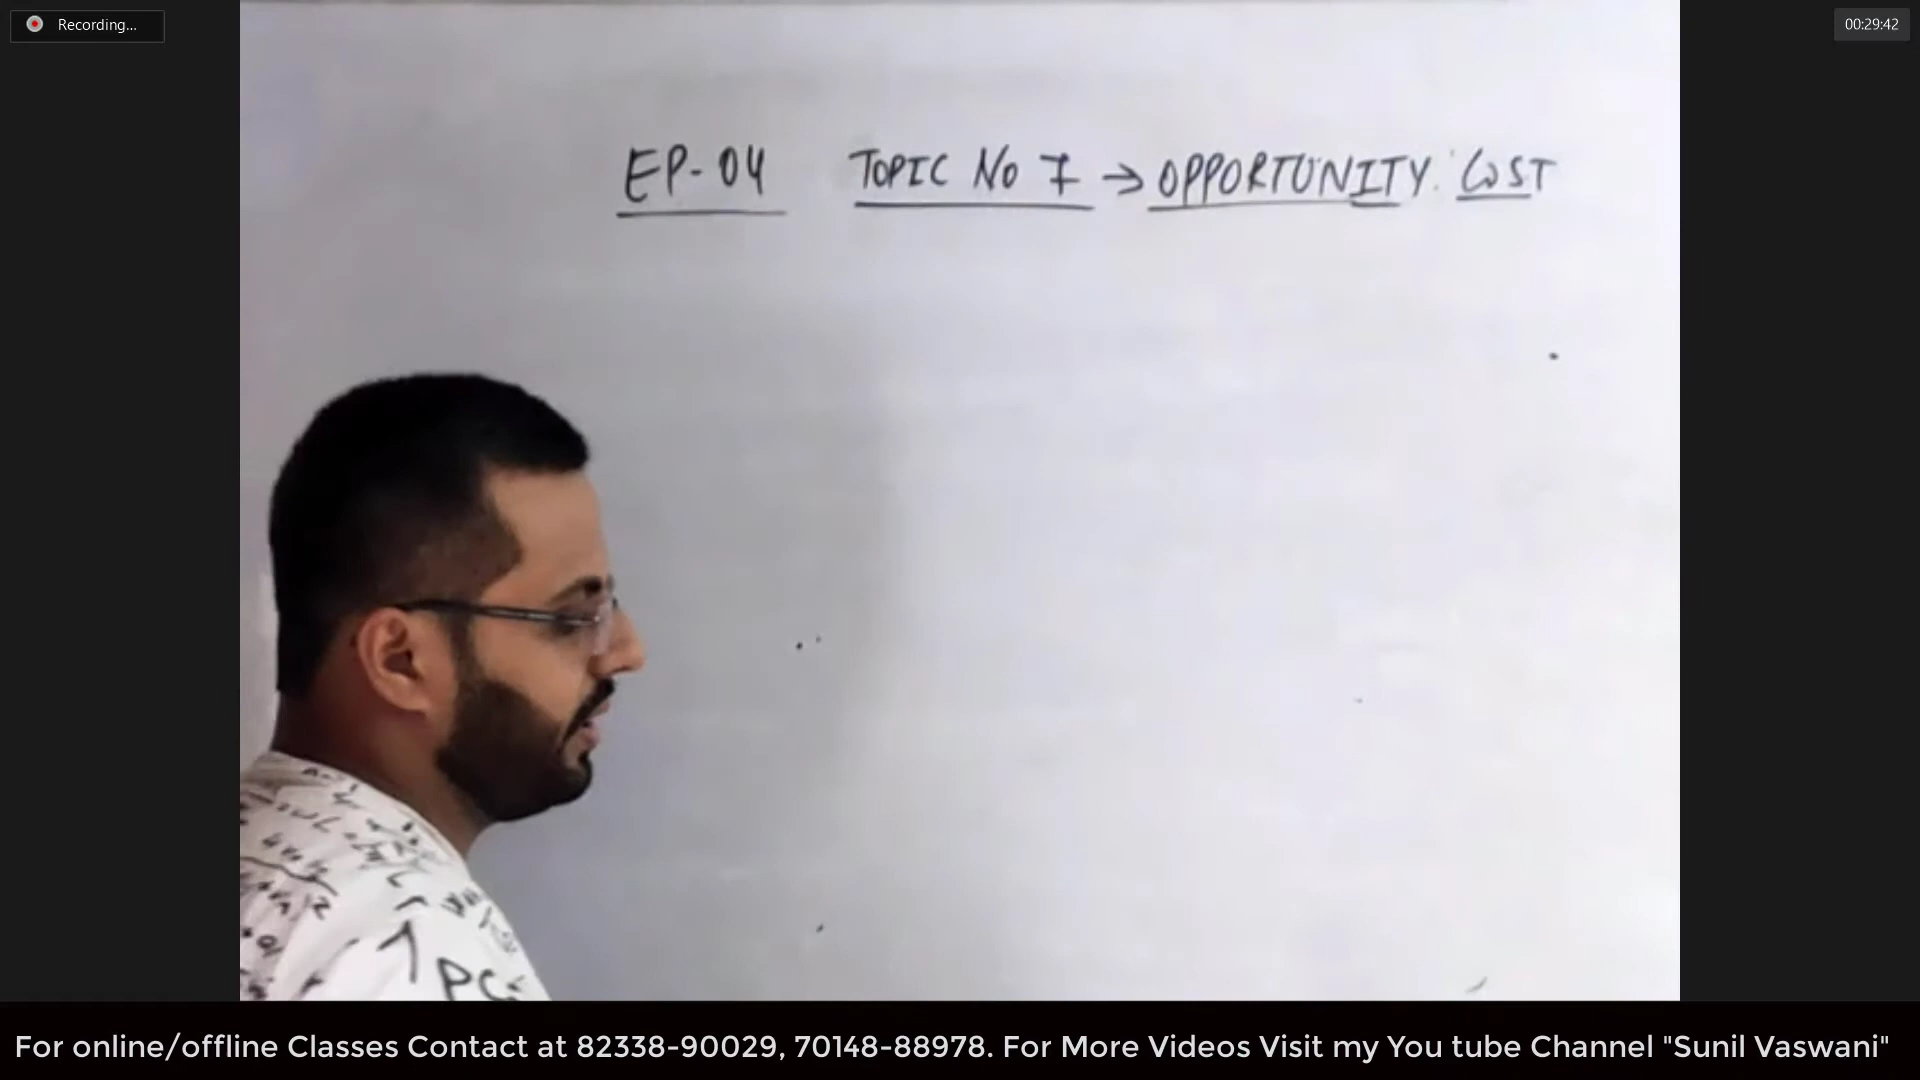 Recording...
00:29:42
EP-04 TOPIC No 7 → OPPORTUNITY COST
PC
For online/offline Classes Contact at 82338-90029, 70148-88978. For More Videos Visit my You tube Channel "Sunil Vaswani"